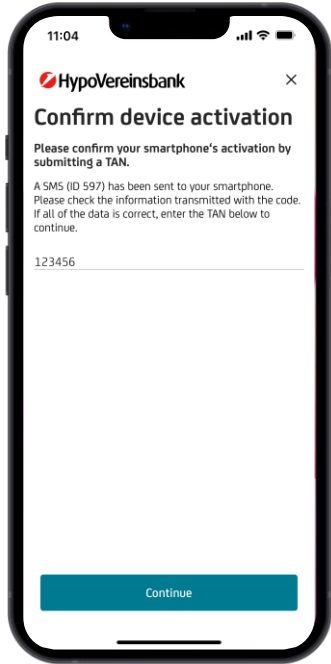 11:04
HypoVereinsbank
Confirm device activation
Please confirm your smartphone's activation by
submitting a TAN.
A SMS (ID 597) has been sent to your smartphone.
Please check the information transmitted with the code.
If all of the data is correct, enter the TAN below to
continue.
123456
Continue